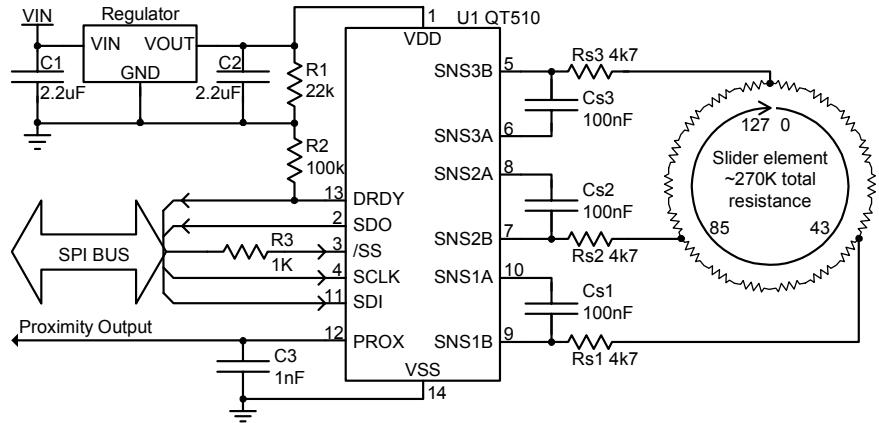 VIN
Regulator
VIN VOUT
GND
C1
2.2uF
C2
2.2uF
R1
22k
R2
100k
1
VDD
U1 QT510
SNS3B
5
Rs3 4k7
Cs3
100nF
SNS3A
6
SNS2A
8
Cs2
100nF
SNS2B
7
Rs2 4k7
SNS1A
10
Cs1
100nF
SNS1B
9
Rs1 4k7
127 0
Slider element
~270K total
resistance
85 43
13
DRDY
2
SDO
SPI BUS
R3
1K
3
/SS
4
SCLK
11
SDI
Proximity Output
12
PROX
C3
1nF
VSS
14